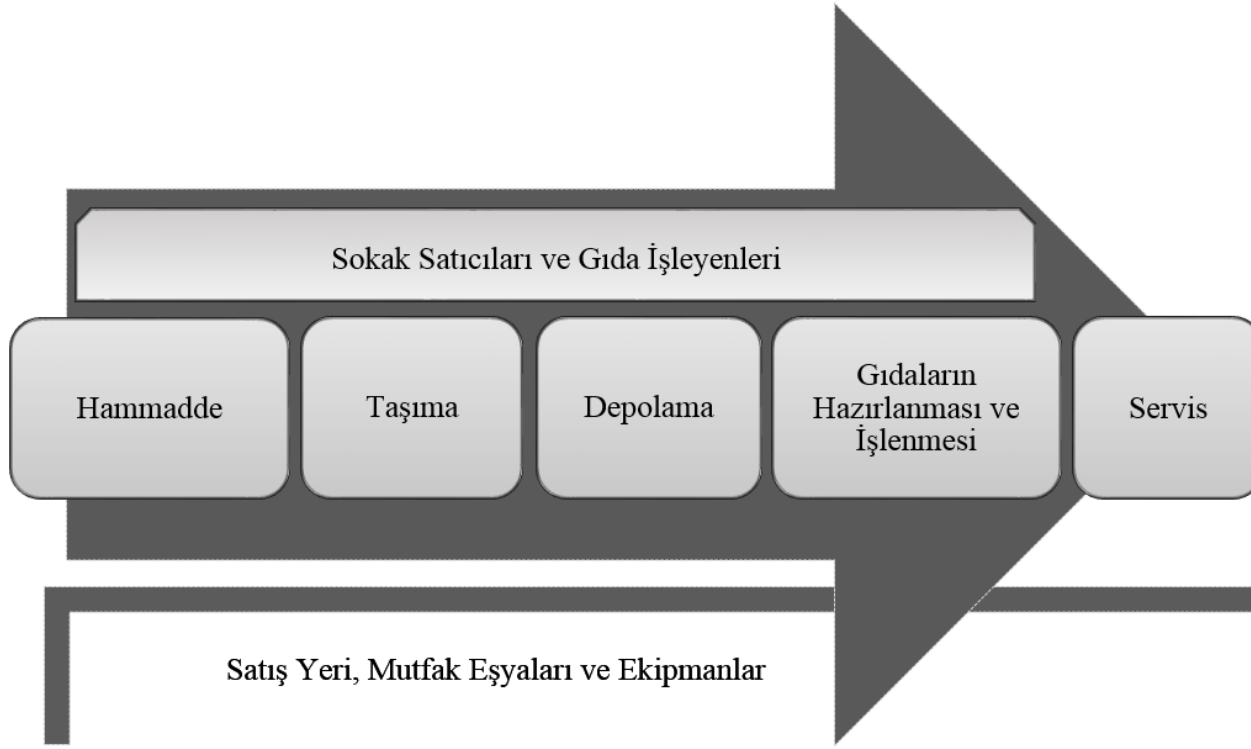 Sokak Satıcıları ve Gıda İşleyenleri
Hammadde
Taşıma
Depolama
Gıdaların
Hazırlanması ve
İşlenmesi
Servis
Satış Yeri, Mutfak Eşyaları ve Ekipmanlar